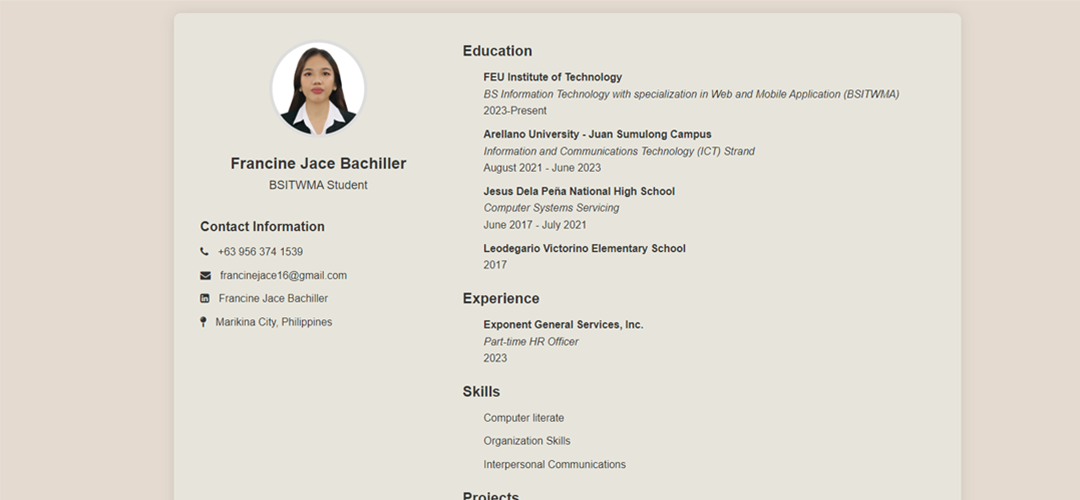 Francine Jace Bachiller
BSITWMA Student
Contact Information
+63 956 374 1539
francinejace16@gmail.com
Francine Jace Bachiller
Marikina City, Philippines
Education
FEU Institute of Technology
BS Information Technology with specialization in Web and Mobile Application (BSITWMA)
2023-Present
Arellano University - Juan Sumulong Campus
Information and Communications Technology (ICT) Strand
August 2021 - June 2023
Jesus Dela Peña National High School
Computer Systems Servicing
June 2017 - July 2021
Leodegario Victorino Elementary School
2017
Experience
Exponent General Services, Inc.
Part-time HR Officer
2023
Skills
Computer literate
Organization Skills
Interpersonal Communications
Projects